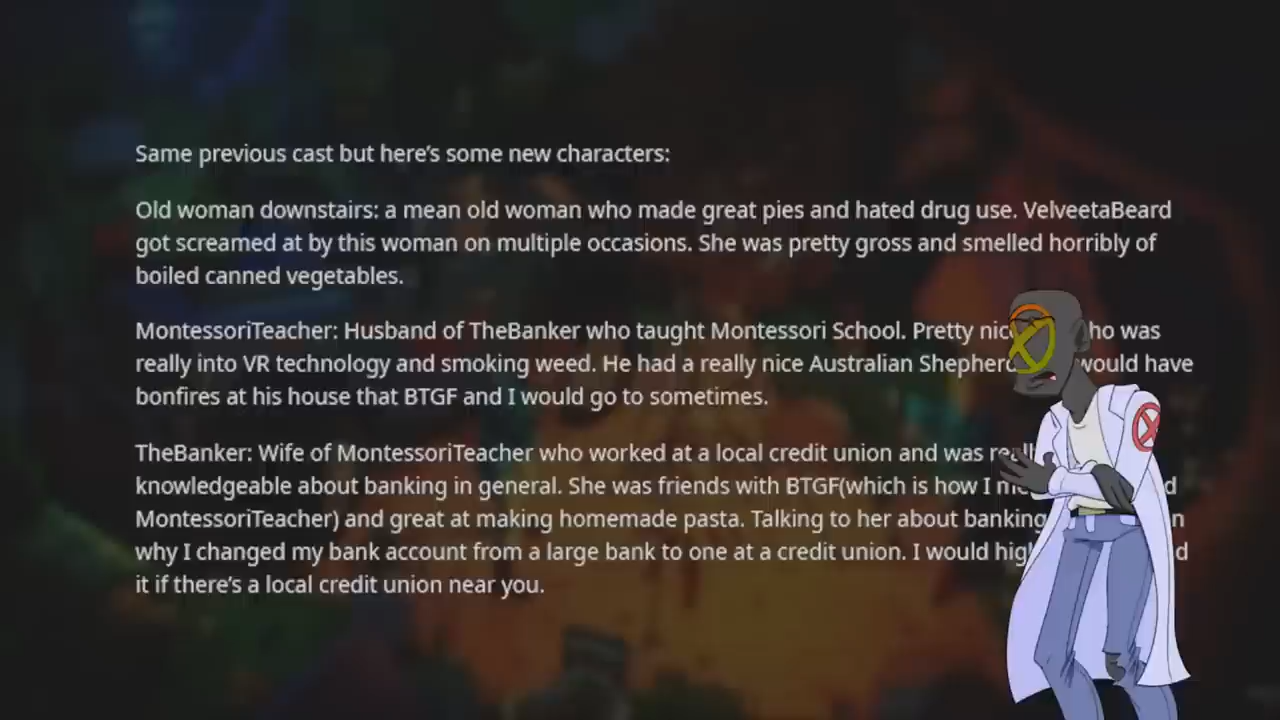 Same previous cast but here's some new characters:
Old woman downstairs: a mean old woman who made great pies and hated drug use. VelveetaBeard
got screamed at by this woman on multiple occasions. She was pretty gross and smelled horribly of
boiled canned vegetables.
MontessoriTeacher: Husband of TheBanker who taught Montessori School. Pretty was
really into VR technology and smoking weed. He had a really nice Australian would have
bonfires at his house that BTGF and I would go to sometimes.
TheBanker: Wife of MontessoriTeacher who worked at a local credit union and was
knowledgeable about banking in general. She was friends with BTGF(which is how I
MontessoriTeacher) and great at making homemade pasta. Talking to her about banking
why I changed my bank account from a large bank to one at a credit union. I would
it if there's a local credit union near you.